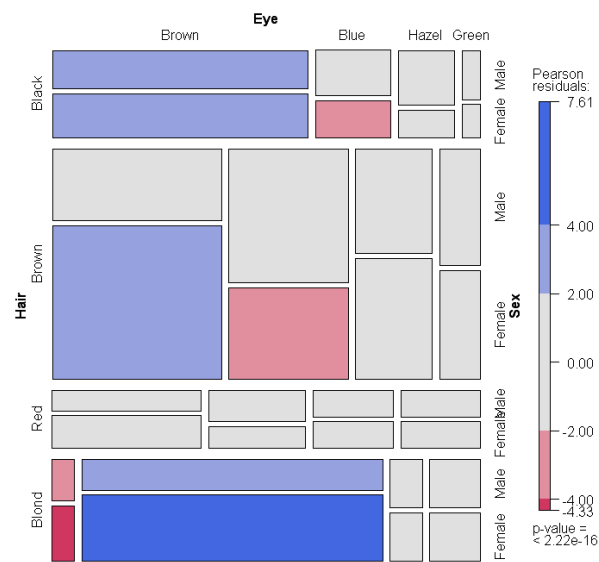 Eye
Brown Blue Hazel Green
Black
Male
Female
Brown
Male
Female
Red
Male
Female
Blond
Male
Female
Hair
Sex
Pearson
residuals:
7.61
4.00
2.00
0.00
-2.00
-4.00
-4.33
p-value =
< 2.22e-16